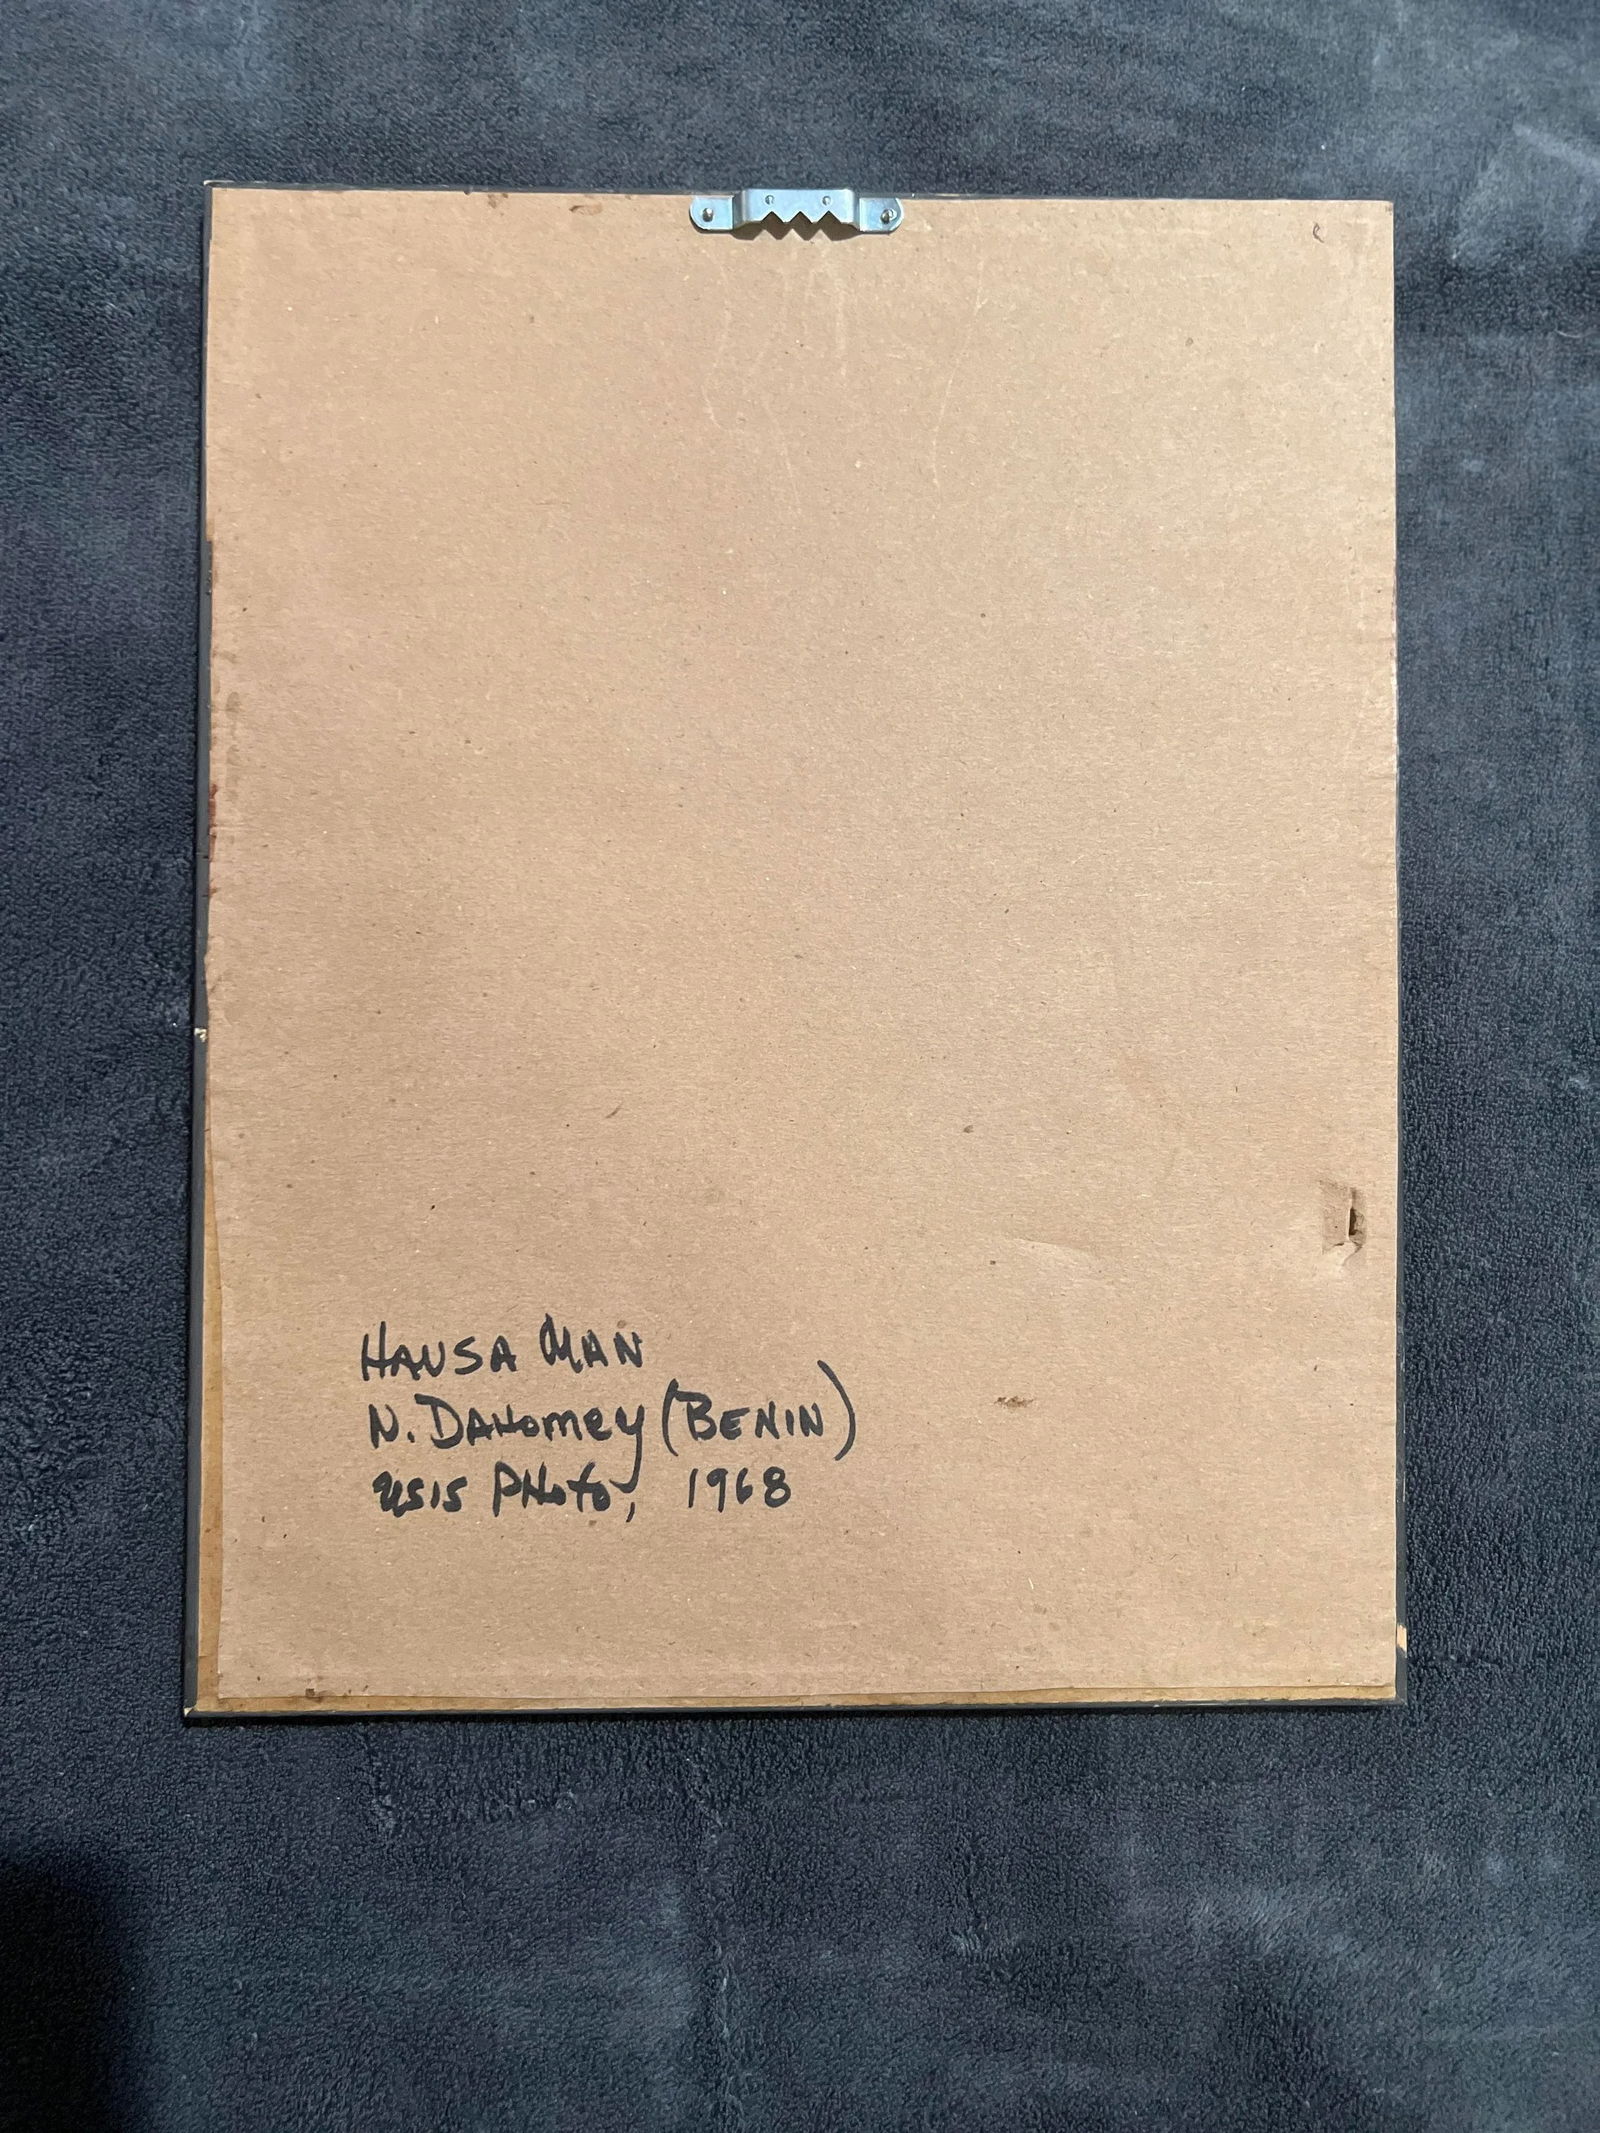 HAUSA MAN
N. DAHOMEY (BENIN)
USIS PHOTO, 1968